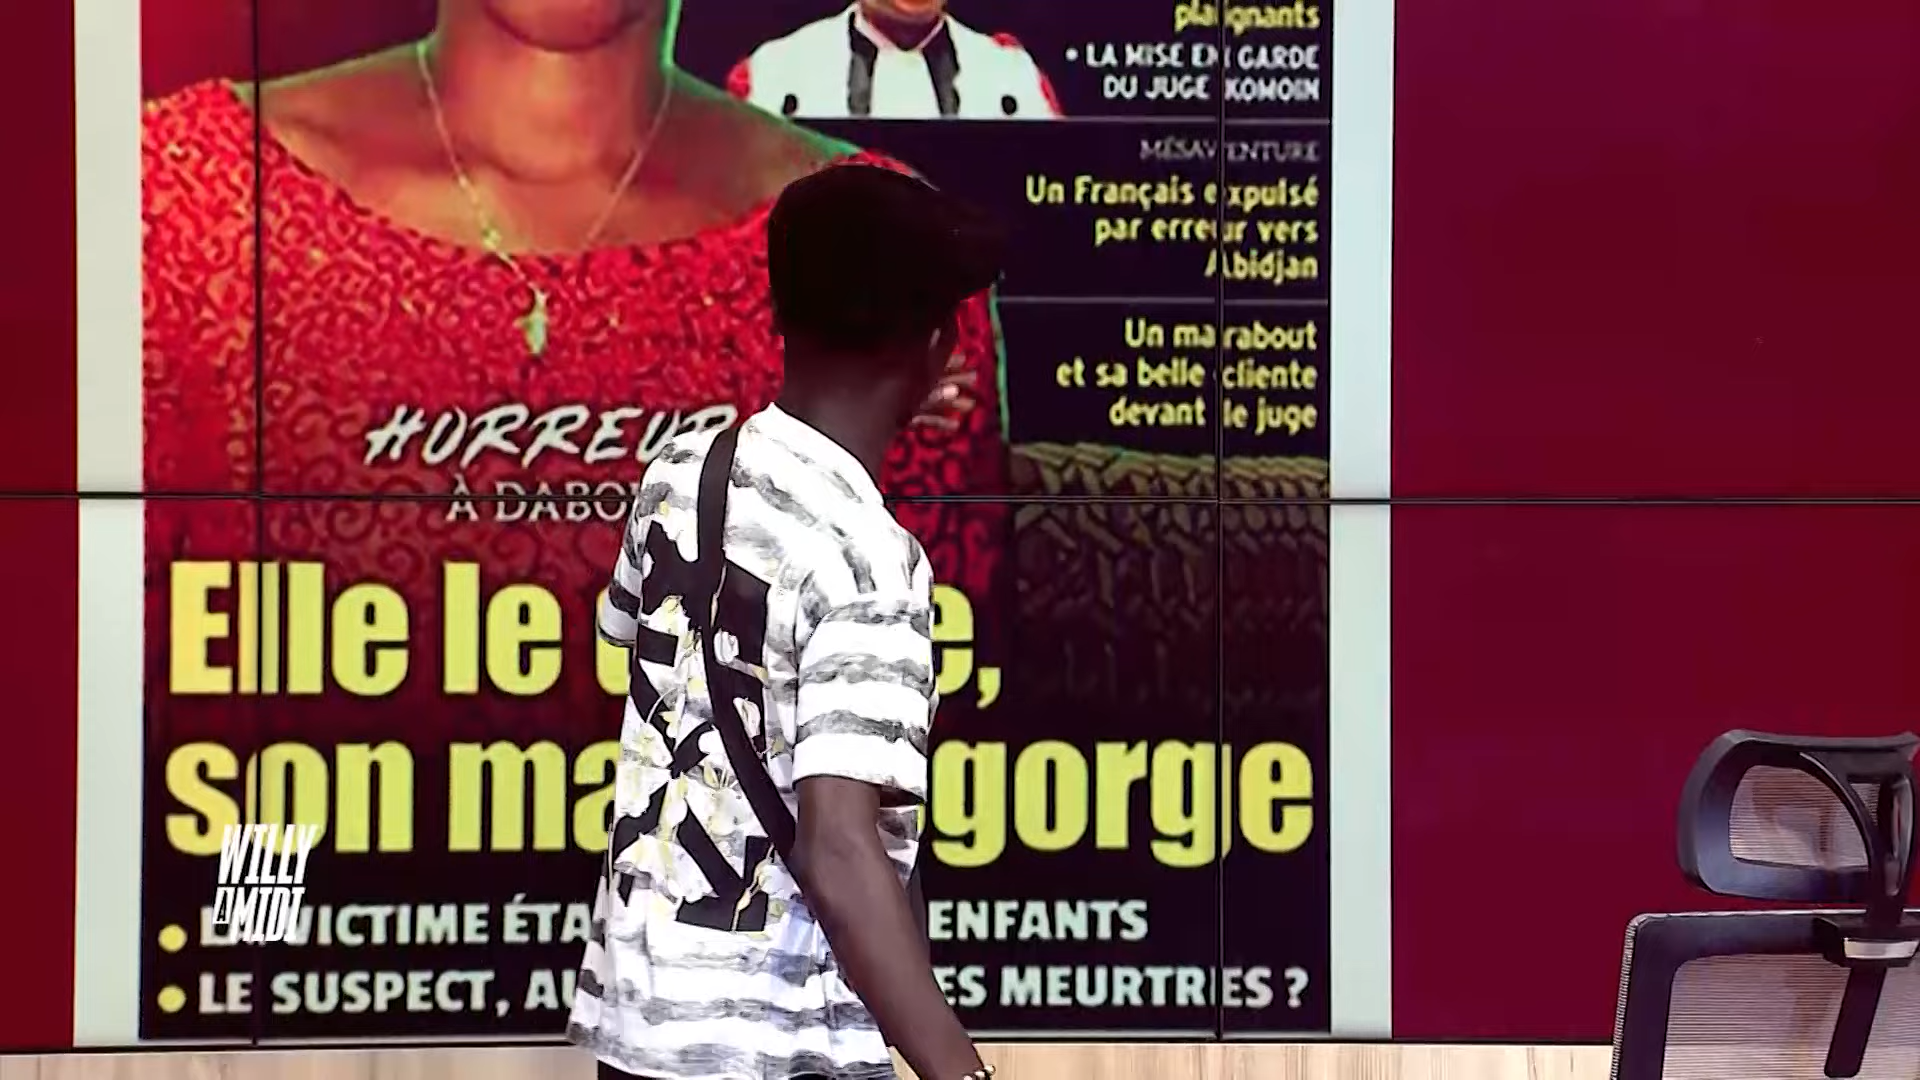 plaignants
• LA MISE EN GARDE
DU JUGE KOMOIN
MÉSAVENTURE
Un Français expulsé
par erreur vers
Abidjan
Un marabout
et sa belle cliente
devant le juge
HORREUR
À DABOU
Elle le
son ma gorge
VICTIME ÉTA ENFANTS
LE SUSPECT, AU ES MEURTRES ?
WILLY
À MIDI